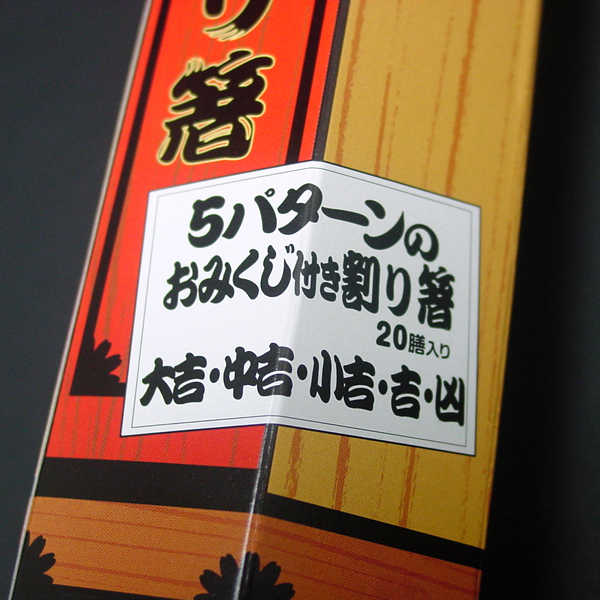 り箸
5パターンの
おみくじ付き割り箸
20膳入り
大吉・中吉・小吉・吉・凶